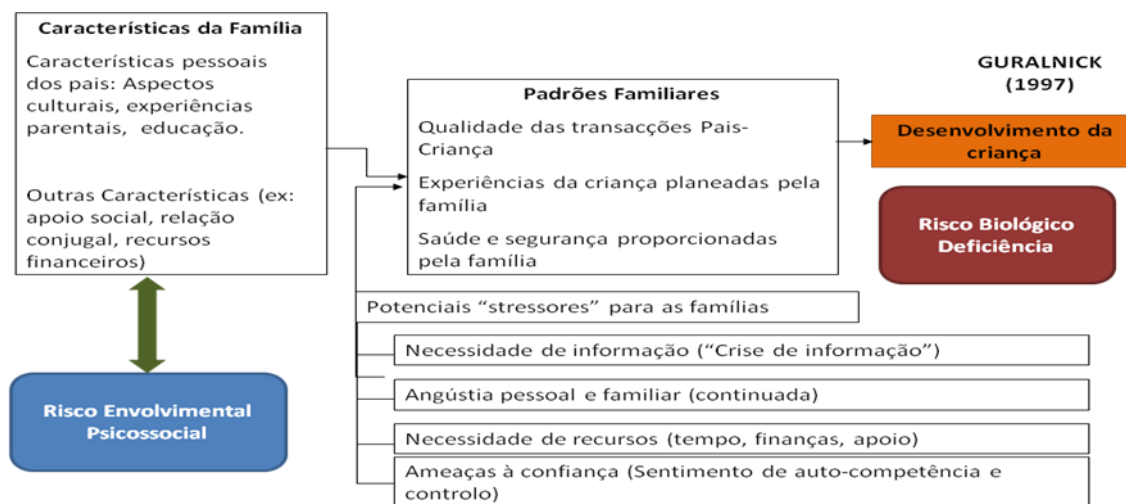 Características da Família
Características pessoais
dos pais: Aspectos
culturais, experiências
parentais, educação.
Outras Características (ex:
apoio social, relação
conjugal, recursos
financeiros)
Risco Envolvimental
Psicossocial
Padrões Familiares
Qualidade das transacções Pais-
Criança
Experiências da criança planeadas pela
família
Saúde e segurança proporcionadas
pela família
GURALNICK
(1997)
Desenvolvimento da
criança
Risco Biológico
Deficiência
Potenciais “stressores” para as famílias
Necessidade de informação (“Crise de informação”)
Angústia pessoal e familiar (continuada)
Necessidade de recursos (tempo, finanças, apoio)
Ameaças à confiança (Sentimento de auto-competência e
controlo)